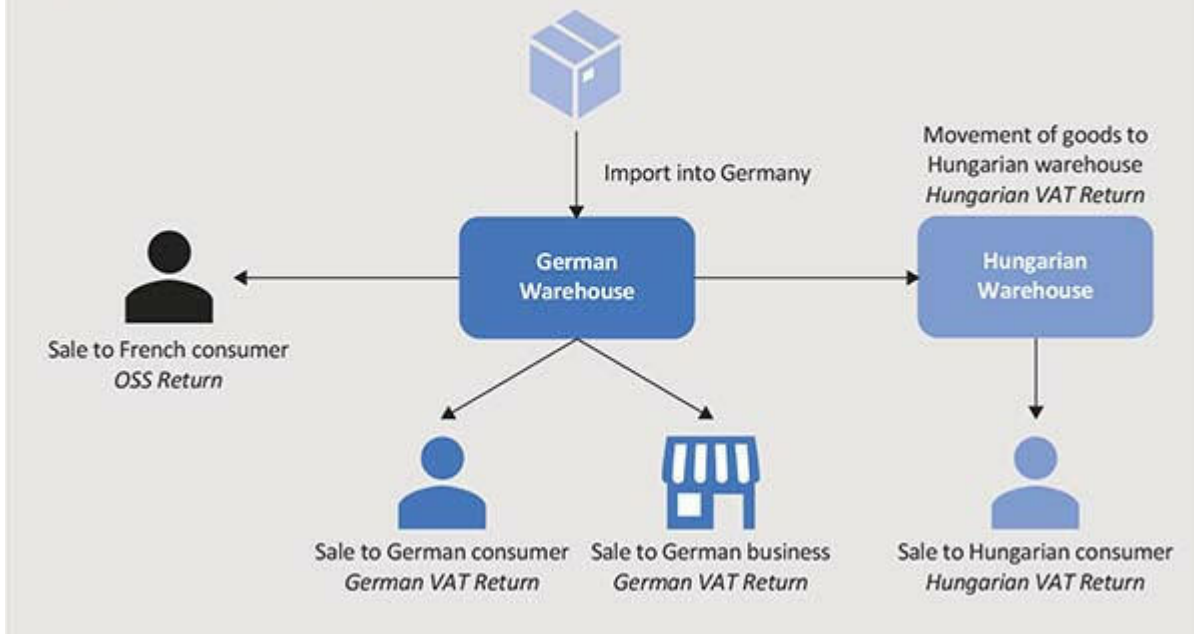 Import into Germany
Movement of goods to
Hungarian warehouse
Hungarian VAT Return
German
Warehouse
Hungarian
Warehouse
Sale to French consumer
OSS Return
Sale to German consumer
German VAT Return
Sale to German business
German VAT Return
Sale to Hungarian consumer
Hungarian VAT Return